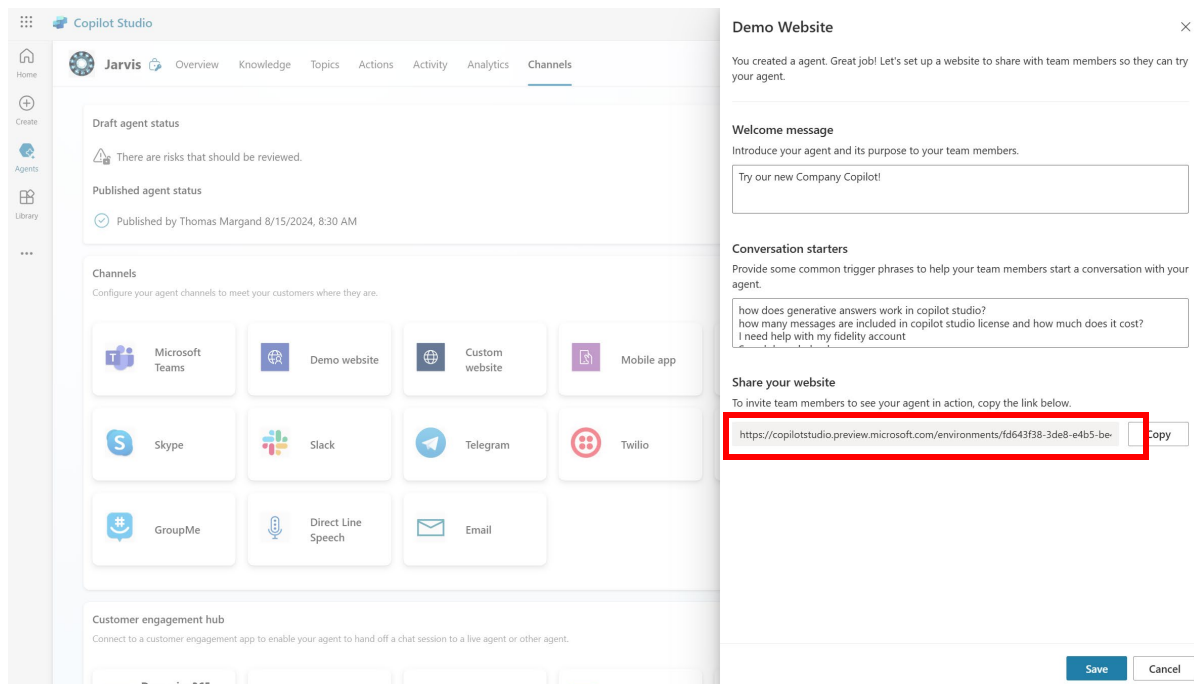 Copilot Studio
Home
Create
Agents
Library
Jarvis
Overview
Knowledge
Topics
Actions
Activity
Analytics
Channels
Draft agent status
There are risks that should be reviewed.
Published agent status
Published by Thomas Margand 8/15/2024, 8:30 AM
Channels
Configure your agent channels to meet your customers where they are.
Microsoft
Teams
Demo website
Custom
website
Mobile app
Skype
Slack
Telegram
Twilio
GroupMe
Direct Line
Speech
Email
Customer engagement hub
Connect to a customer engagement app to enable your agent to hand off a chat session to a live agent or other agent.
Demo Website
You created a agent. Great job! Let's set up a website to share with team members so they can try
your agent.
Welcome message
Introduce your agent and its purpose to your team members.
Try our new Company Copilot!
Conversation starters
Provide some common trigger phrases to help your team members start a conversation with your
agent.
how does generative answers work in copilot studio?
how many messages are included in copilot studio license and how much does it cost?
I need help with my fidelity account
Share your website
To invite team members to see your agent in action, copy the link below.
https://copilotstudio.preview.microsoft.com/environments/fd643f38-3de8-e4b5-be
Copy
Save
Cancel